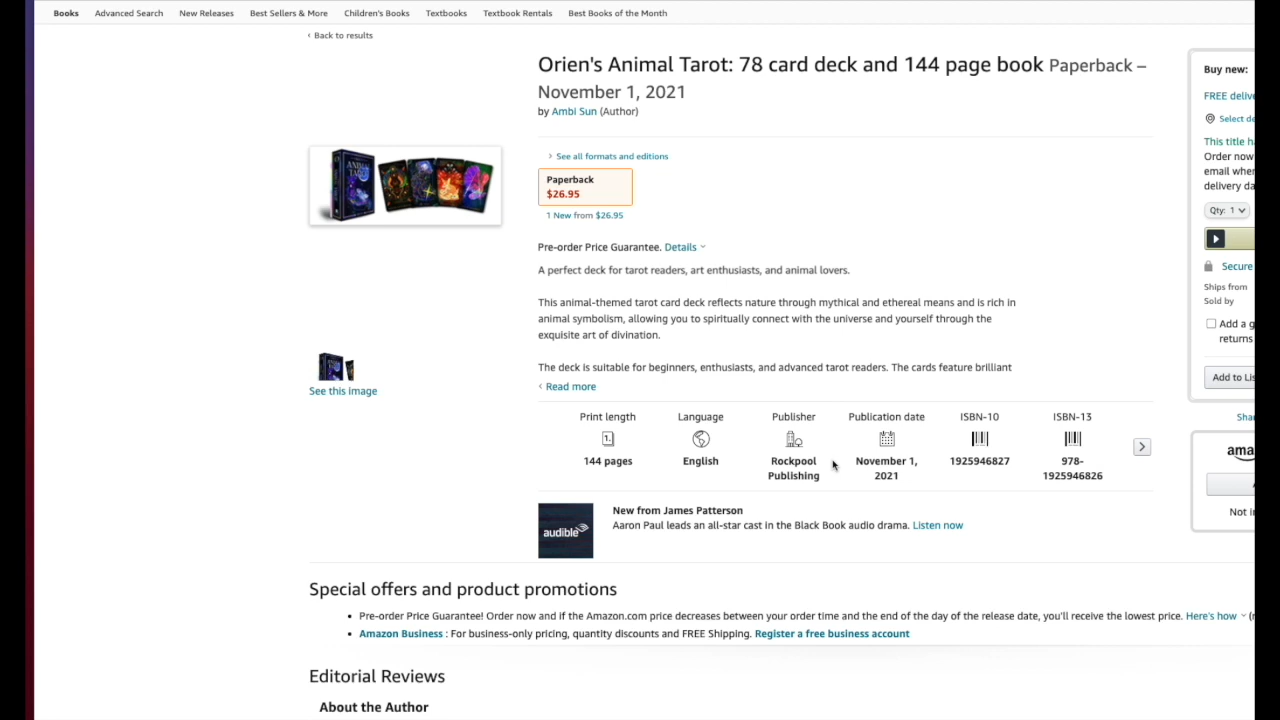 Books Advanced Search New Releases Best Sellers & More Children's Books Textbooks Textbook Rentals Best Books of the Month
‹ Back to results
Orien's Animal Tarot: 78 card deck and 144 page book Paperback –
November 1, 2021
by Ambi Sun (Author)
ANIMAL
TAROT
› See all formats and editions
Paperback
$26.95
1 New from $26.95
Pre-order Price Guarantee. Details
A perfect deck for tarot readers, art enthusiasts, and animal lovers.
This animal-themed tarot card deck reflects nature through mythical and ethereal means and is rich in
animal symbolism, allowing you to spiritually connect with the universe and yourself through the
exquisite art of divination.
The deck is suitable for beginners, enthusiasts, and advanced tarot readers. The cards feature brilliant
‹ Read more
See this image
Print length
144 pages
Language
English
Publisher
Rockpool
Publishing
Publication date
November 1,
2021
ISBN-10
1925946827
ISBN-13
978-
1925946826
audible
New from James Patterson
Aaron Paul leads an all-star cast in the Black Book audio drama. Listen now
Special offers and product promotions
• Pre-order Price Guarantee! Order now and if the Amazon.com price decreases between your order time and the end of the day of the release date, you'll receive the lowest price. Here's how
• Amazon Business : For business-only pricing, quantity discounts and FREE Shipping. Register a free business account
Editorial Reviews
About the Author
Buy new:
FREE
Select
This title
Order now
email
delivery
Qty: 1
Secure
Ships from
Sold by
Add a
returns
Add to
Not